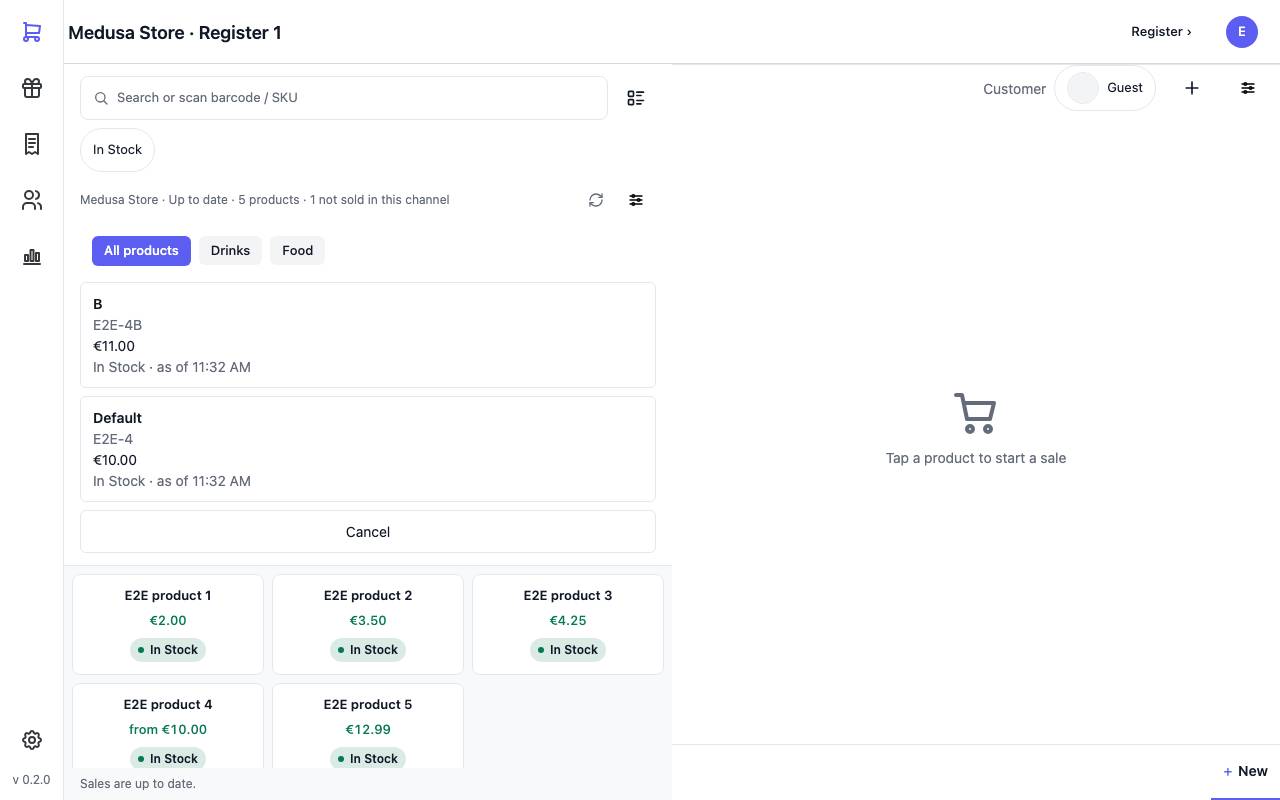 Medusa Store · Register 1
Register ›
E
Search or scan barcode / SKU
Customer
Guest
In Stock
Medusa Store · Up to date · 5 products · 1 not sold in this channel
All products
Drinks
Food
B
E2E-4B
€11.00
In Stock · as of 11:32 AM
Default
E2E-4
€10.00
In Stock · as of 11:32 AM
Cancel
Tap a product to start a sale
E2E product 1
€2.00
In Stock
E2E product 2
€3.50
In Stock
E2E product 3
€4.25
In Stock
E2E product 4
from €10.00
In Stock
E2E product 5
€12.99
In Stock
v 0.2.0
Sales are up to date.
+ New